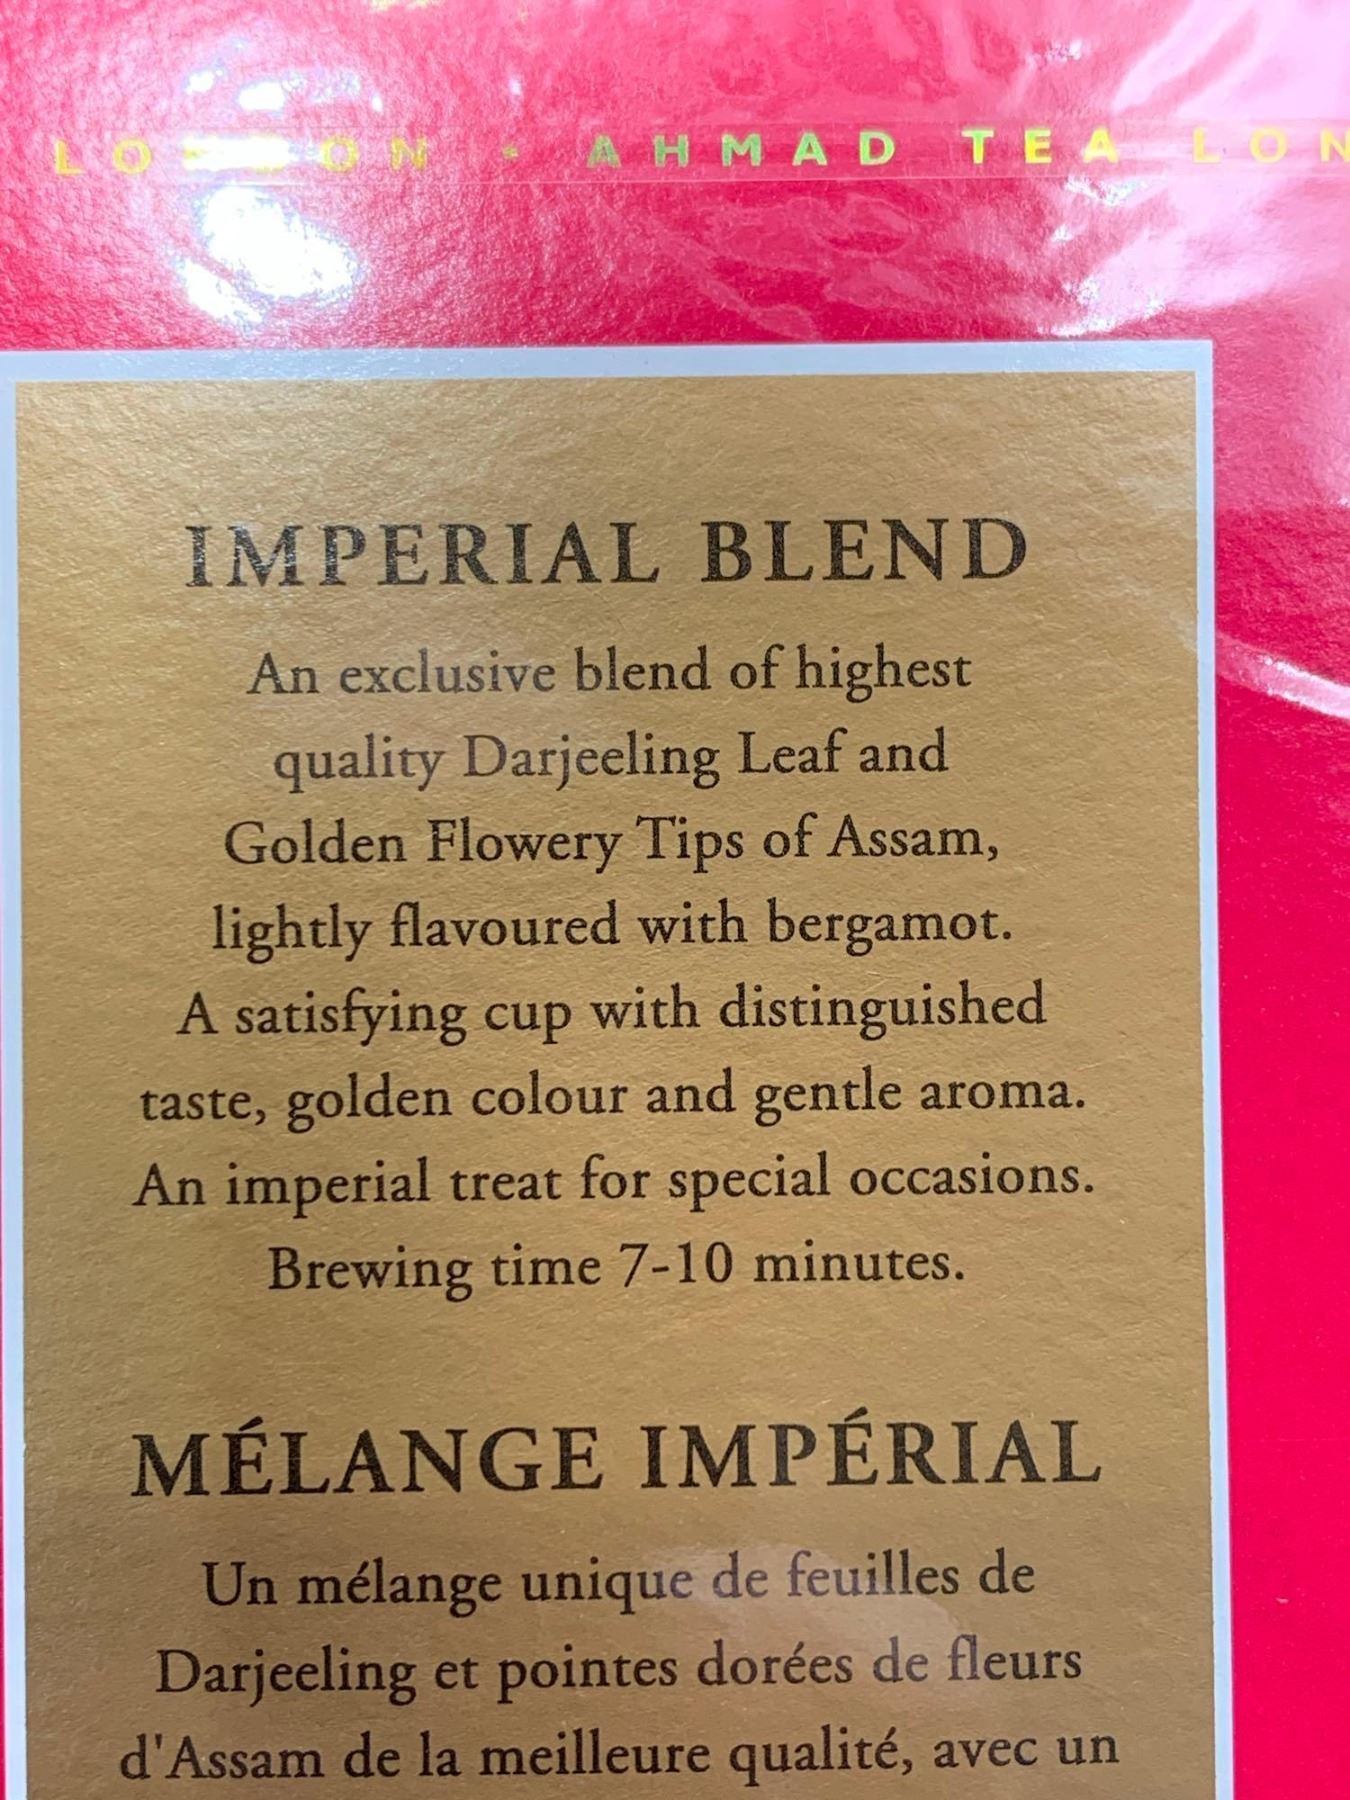 LONDON · AHMAD TEA LON
IMPERIAL BLEND
An exclusive blend of highest
quality Darjeeling Leaf and
Golden Flowery Tips of Assam,
lightly flavoured with bergamot.
A satisfying cup with distinguished
taste, golden colour and gentle aroma.
An imperial treat for special occasions.
Brewing time 7-10 minutes.
MÉLANGE IMPÉRIAL
Un mélange unique de feuilles de
Darjeeling et pointes dorées de fleurs
d'Assam de la meilleure qualité, avec un